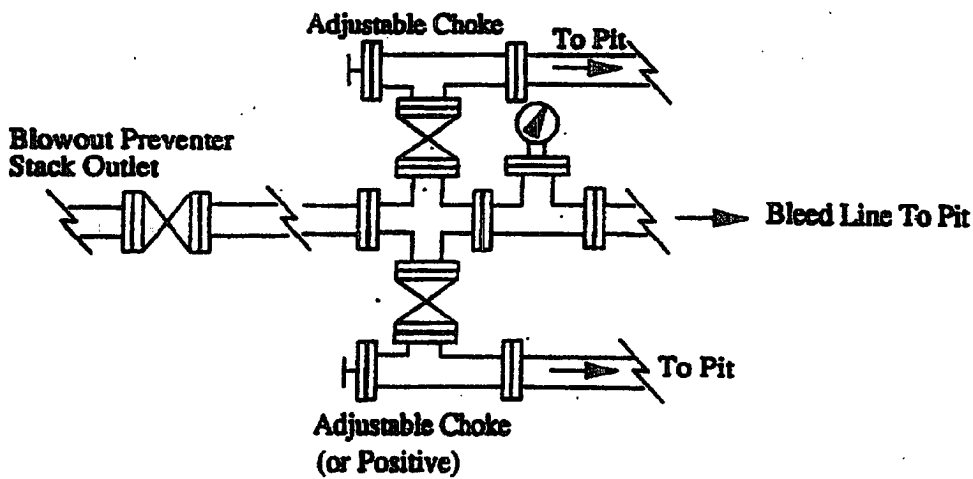 Adjustable Choke
To Pit
Blowout Preventer
Stack Outlet
Bleed Line To Pit
To Pit
Adjustable Choke
(or Positive)